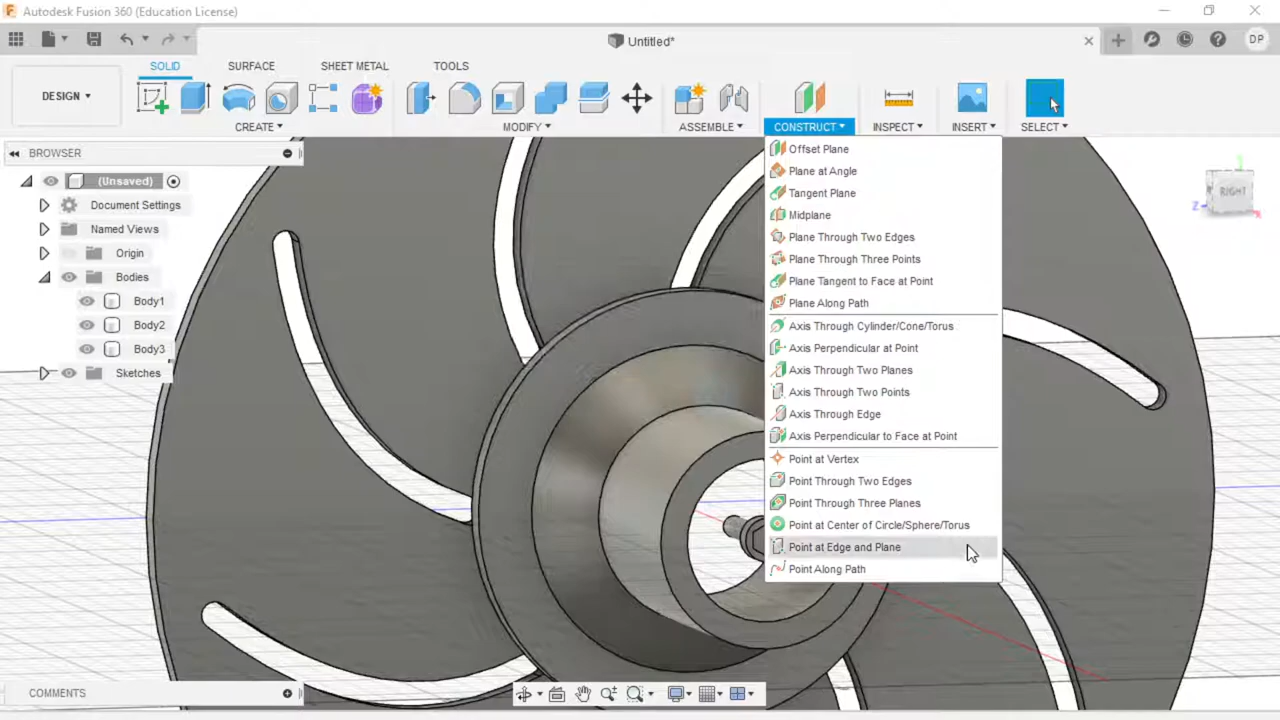 Autodesk Fusion 360 (Education License)
Untitled*
DP
SOLID
SURFACE
SHEET METAL
TOOLS
DESIGN
CREATE
MODIFY
ASSEMBLE
CONSTRUCT
INSPECT
INSERT
SELECT
BROWSER
(Unsaved)
Document Settings
Named Views
Origin
Bodies
Body1
Body2
Body3
Sketches
Offset Plane
Plane at Angle
Tangent Plane
Midplane
Plane Through Two Edges
Plane Through Three Points
Plane Tangent to Face at Point
Plane Along Path
Axis Through Cylinder/Cone/Torus
Axis Perpendicular at Point
Axis Through Two Planes
Axis Through Two Points
Axis Through Edge
Axis Perpendicular to Face at Point
Point at Vertex
Point Through Two Edges
Point Through Three Planes
Point at Center of Circle/Sphere/Torus
Point at Edge and Plane
Point Along Path
RIGHT
Z
COMMENTS